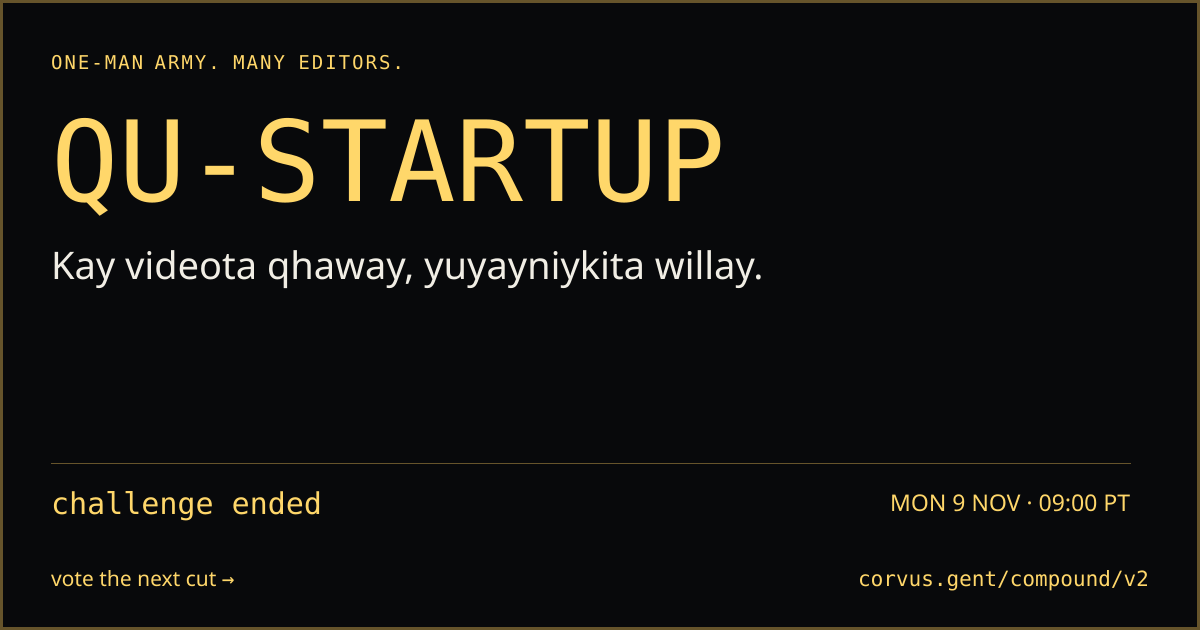 ONE-MAN ARMY. MANY EDITORS.
QU-STARTUP
Kay videota qhaway, yuyayniykita willay.
challenge ended
MON 9 NOV · 09:00 PT
vote the next cut →
corvus.gent/compound/v2